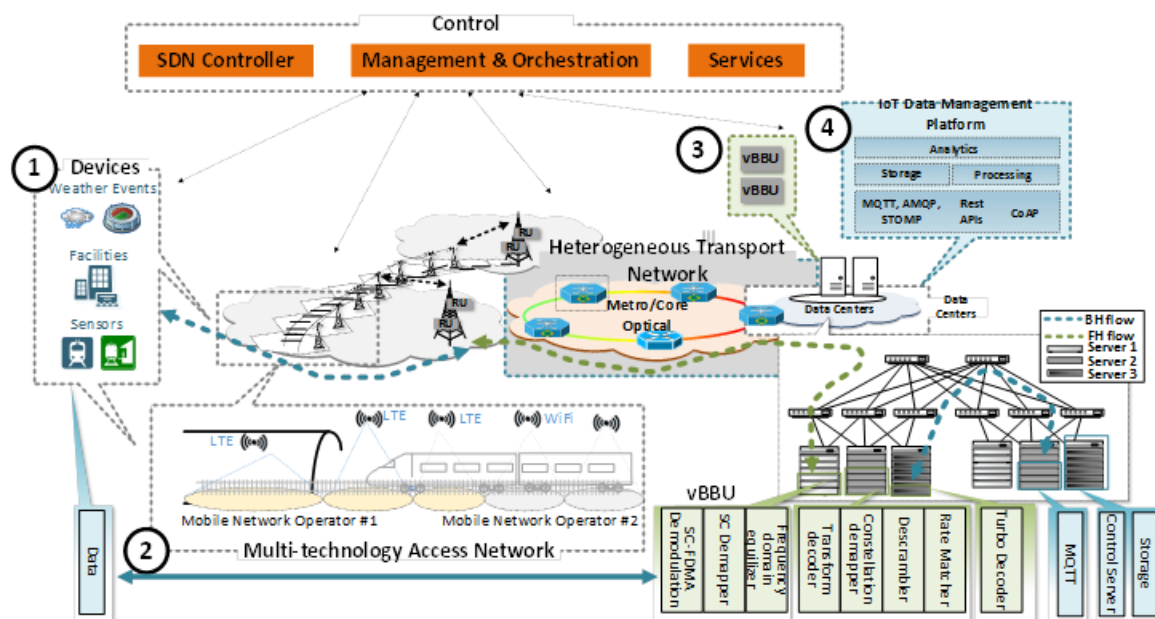 Control
SDN Controller
Management & Orchestration
Services
1
Devices
Weather Events
Facilities
Sensors
3
vBBU
vBBU
4
IoT Data Management
Platform
Analytics
Storage
Processing
MQTT, AMQP,
STOMP
Rest
APIs
CoAP
RU
RU
RU
RU
Heterogeneous Transport
Network
Metro/Core
Optical
Data Centers
Data
Centers
BH flow
FH flow
Server 1
Server 2
Server 3
LTE
LTE
LTE
WiFi
Mobile Network Operator #1
Mobile Network Operator #2
2
Multi-technology Access Network
Data
vBBU
SC-FDMA
Demodulation
SC Demapper
Frequency
domain
equilizer
Transform
decoder
Constellation
demapper
Descrambler
Rate Matcher
Turbo Decoder
MQTT
Control Server
Storage